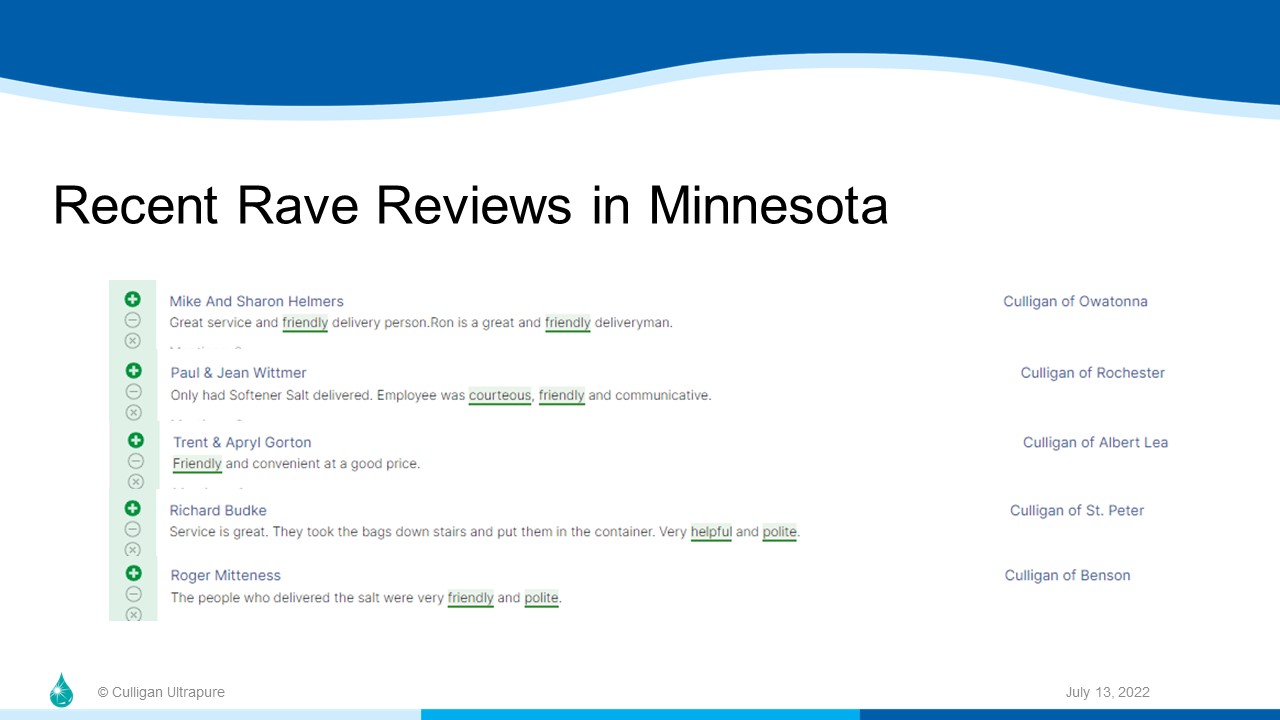 Recent Rave Reviews in Minnesota
Mike And Sharon Helmers Culligan of Owatonna
Great service and friendly delivery person.Ron is a great and friendly deliveryman.
Paul & Jean Wittmer Culligan of Rochester
Only had Softener Salt delivered. Employee was courteous, friendly and communicative.
Trent & Apryl Gorton Culligan of Albert Lea
Friendly and convenient at a good price.
Richard Budke Culligan of St. Peter
Service is great. They took the bags down stairs and put them in the container. Very helpful and polite.
Roger Mitteness Culligan of Benson
The people who delivered the salt were very friendly and polite.
© Culligan Ultrapure July 13, 2022